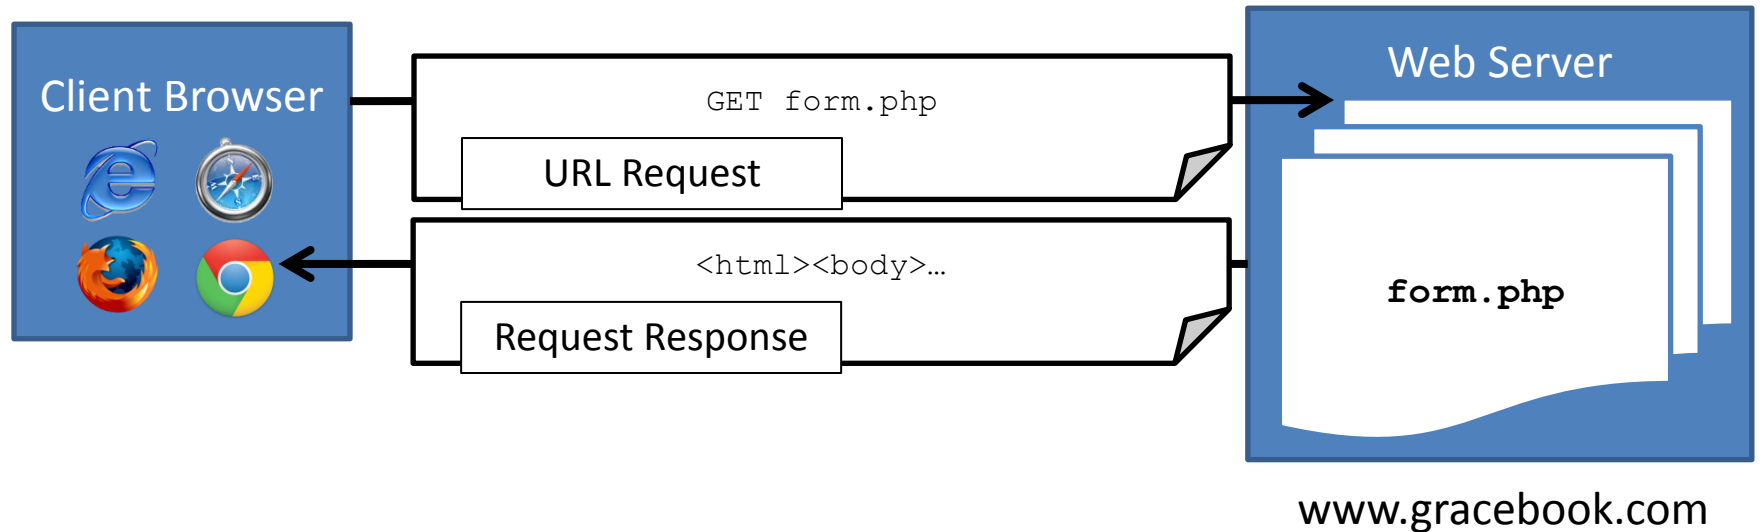 Client Browser
GET form.php
URL Request
<html><body>…
Request Response
Web Server
form.php
www.gracebook.com